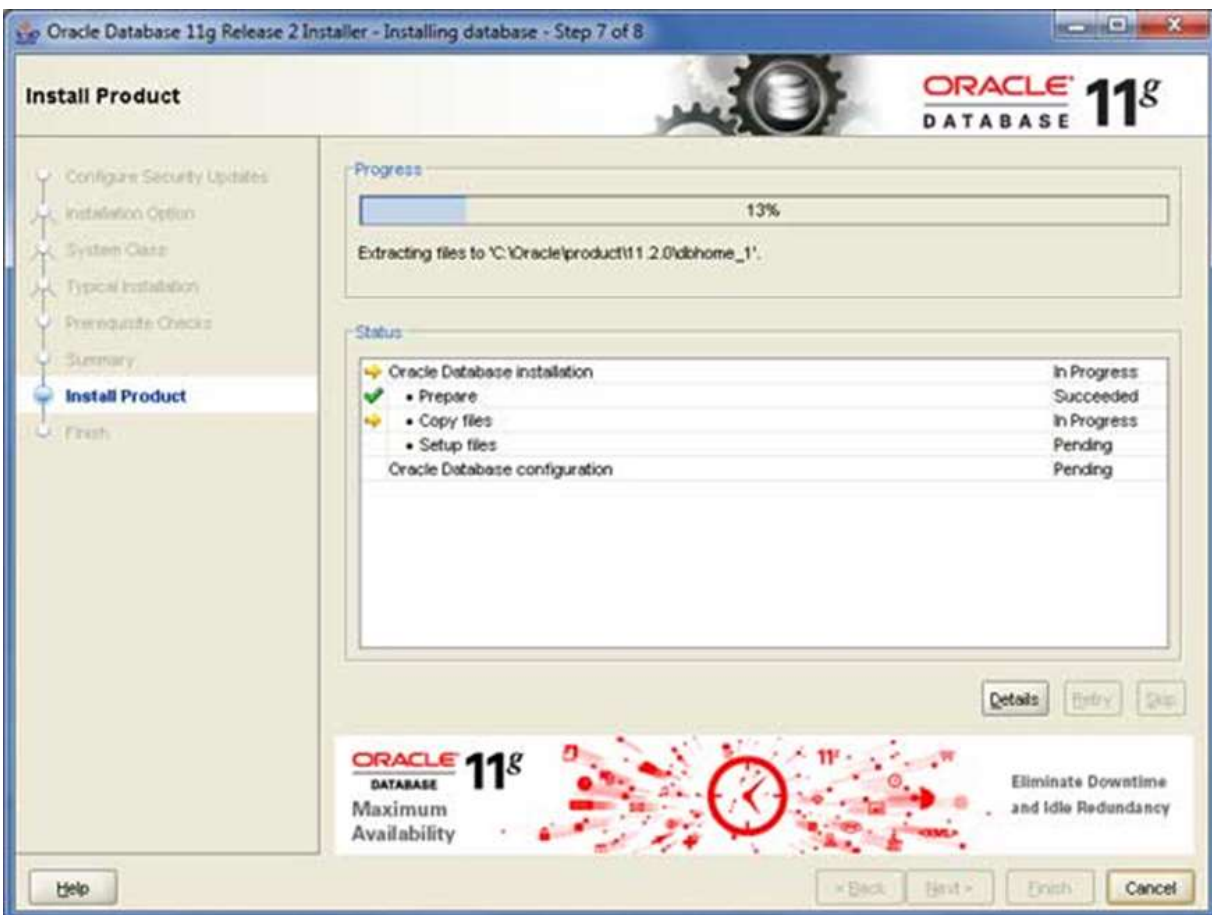 Oracle Database 11g Release 2 Installer - Installing database - Step 7 of 8
Install Product
ORACLE 11g
DATABASE
Configure Security Updates
Installation Option
System Class
Typical Installation
Prerequisite Checks
Summary
Install Product
Finish
Progress
13%
Extracting files to 'C:\Oracle\product\11.2.0\dbhome_1'.
Status
Oracle Database installation In Progress
• Prepare Succeeded
• Copy files In Progress
• Setup files Pending
Oracle Database configuration Pending
Details Retry Skip
ORACLE 11g
DATABASE
Maximum
Availability
11g
Eliminate Downtime
and Idle Redundancy
Help < Back Next > Finish Cancel